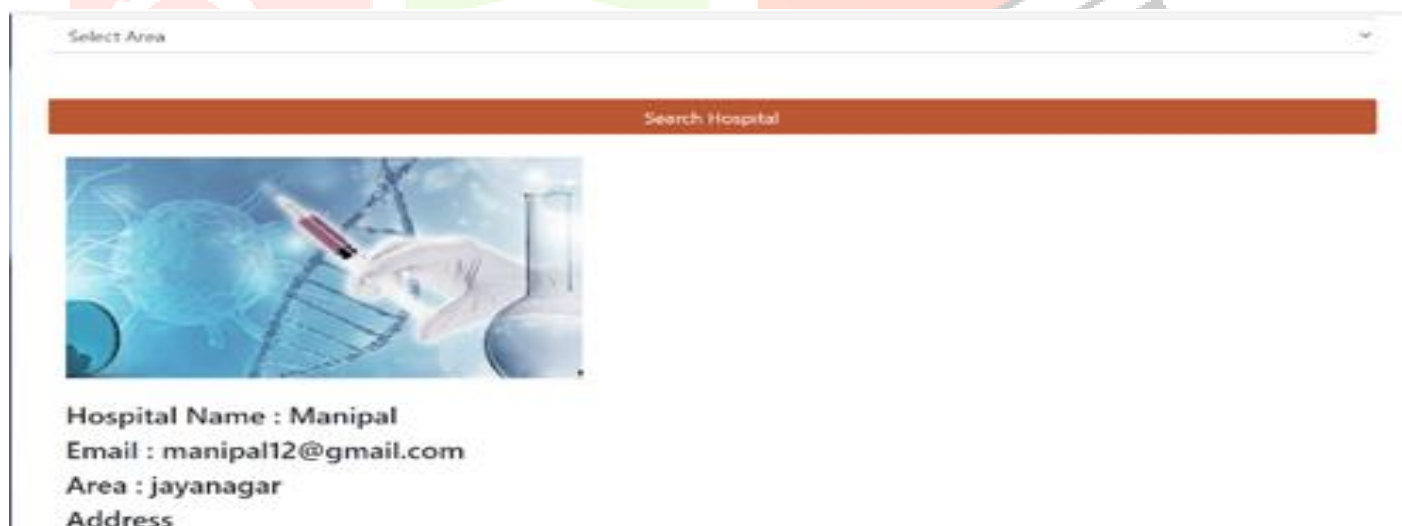 Select Area
Search Hospital
Hospital Name : Manipal
Email : manipal12@gmail.com
Area : jayanagar
Address